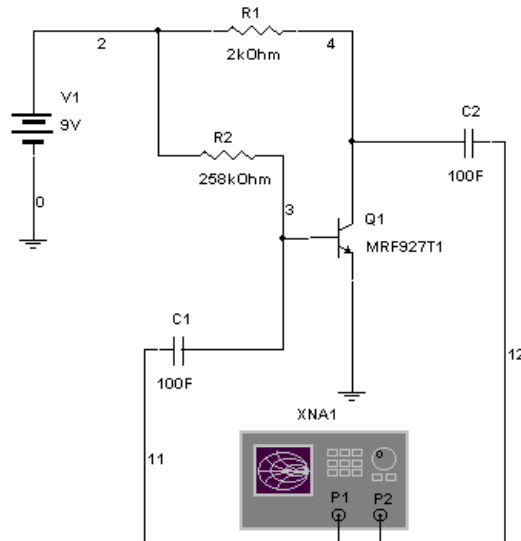 R1
2
4
2kOhm
V1
9V
C2
R2
100F
258kOhm
0
3
Q1
MRF927T1
C1
12
100F
XNA1
11
P1
P2